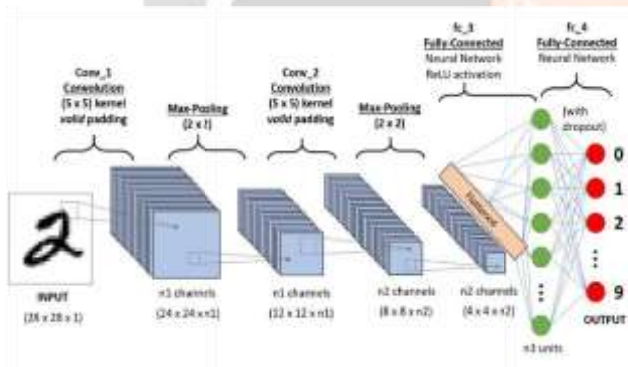 Conv_1
Convolution
(5 x 5) kernel
valid padding
Max-Pooling
(2 x 2)
Conv_2
Convolution
(5 x 5) kernel
valid padding
Max-Pooling
(2 x 2)
fc_3
Fully-Connected
Neural Network
ReLU activation
fc_4
Fully-Connected
Neural Network
(with
dropout)
Flattened
0
1
2
9
2
INPUT
(28 x 28 x 1)
n1 channels
(24 x 24 x n1)
n1 channels
(12 x 12 x n1)
n2 channels
(8 x 8 x n2)
n2 channels
(4 x 4 x n2)
n3 units
OUTPUT